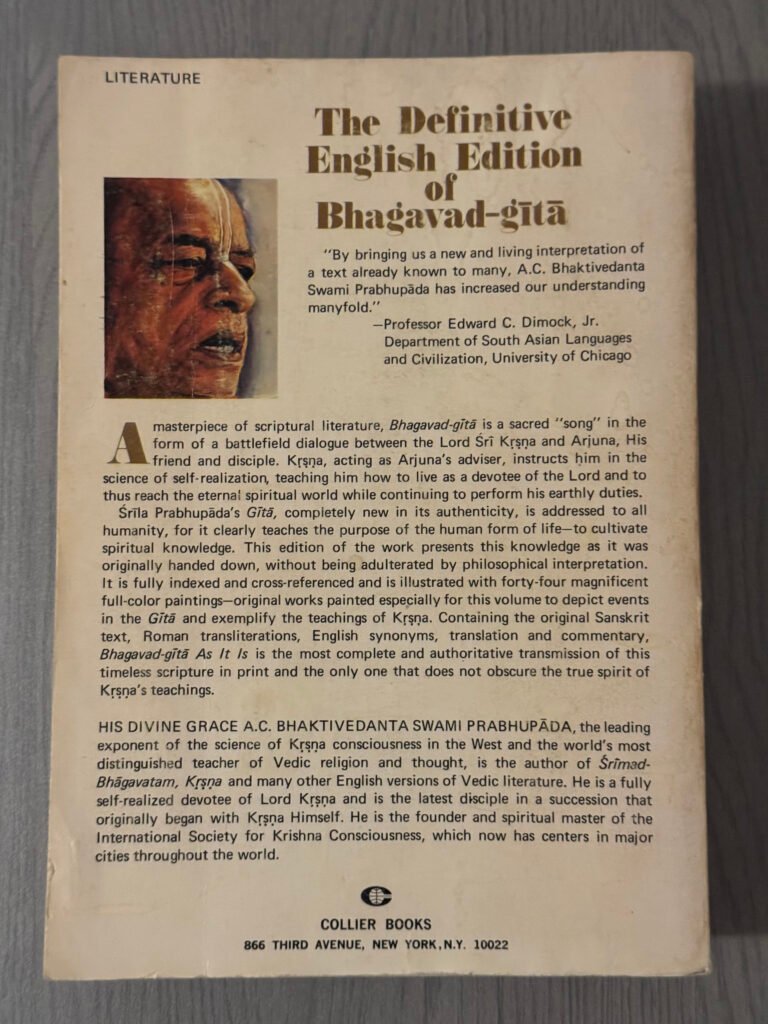 LITERATURE
The Definitive
English Edition
of
Bhagavad-gītā
"By bringing us a new and living interpretation of
a text already known to many, A.C. Bhaktivedanta
Swami Prabhupāda has increased our understanding
manyfold."
—Professor Edward C. Dimock, Jr.
Department of South Asian Languages
and Civilization, University of Chicago
A masterpiece of scriptural literature, Bhagavad-gītā is a sacred "song" in the
form of a battlefield dialogue between the Lord Śrî Kṛṣṇa and Arjuna, His
friend and disciple. Kṛṣṇa, acting as Arjuna's adviser, instructs him in the
science of self-realization, teaching him how to live as a devotee of the Lord and to
thus reach the eternal spiritual world while continuing to perform his earthly duties.
Śrīla Prabhupāda's Gītā, completely new in its authenticity, is addressed to all
humanity, for it clearly teaches the purpose of the human form of life—to cultivate
spiritual knowledge. This edition of the work presents this knowledge as it was
originally handed down, without being adulterated by philosophical interpretation.
It is fully indexed and cross-referenced and is illustrated with forty-four magnificent
full-color paintings—original works painted especially for this volume to depict events
in the Gītā and exemplify the teachings of Kṛṣṇa. Containing the original Sanskrit
text, Roman transliterations, English synonyms, translation and commentary,
Bhagavad-gītā As It Is is the most complete and authoritative transmission of this
timeless scripture in print and the only one that does not obscure the true spirit of
Kṛṣṇa's teachings.
HIS DIVINE GRACE A.C. BHAKTIVEDANTA SWAMI PRABHUPĀDA, the leading
exponent of the science of Kṛṣṇa consciousness in the West and the world's most
distinguished teacher of Vedic religion and thought, is the author of Śrīmad-
Bhāgavatam, Kṛṣṇa and many other English versions of Vedic literature. He is a fully
self-realized devotee of Lord Kṛṣṇa and is the latest disciple in a succession that
originally began with Kṛṣṇa Himself. He is the founder and spiritual master of the
International Society for Krishna Consciousness, which now has centers in major
cities throughout the world.
COLLIER BOOKS
866 THIRD AVENUE, NEW YORK, N.Y. 10022